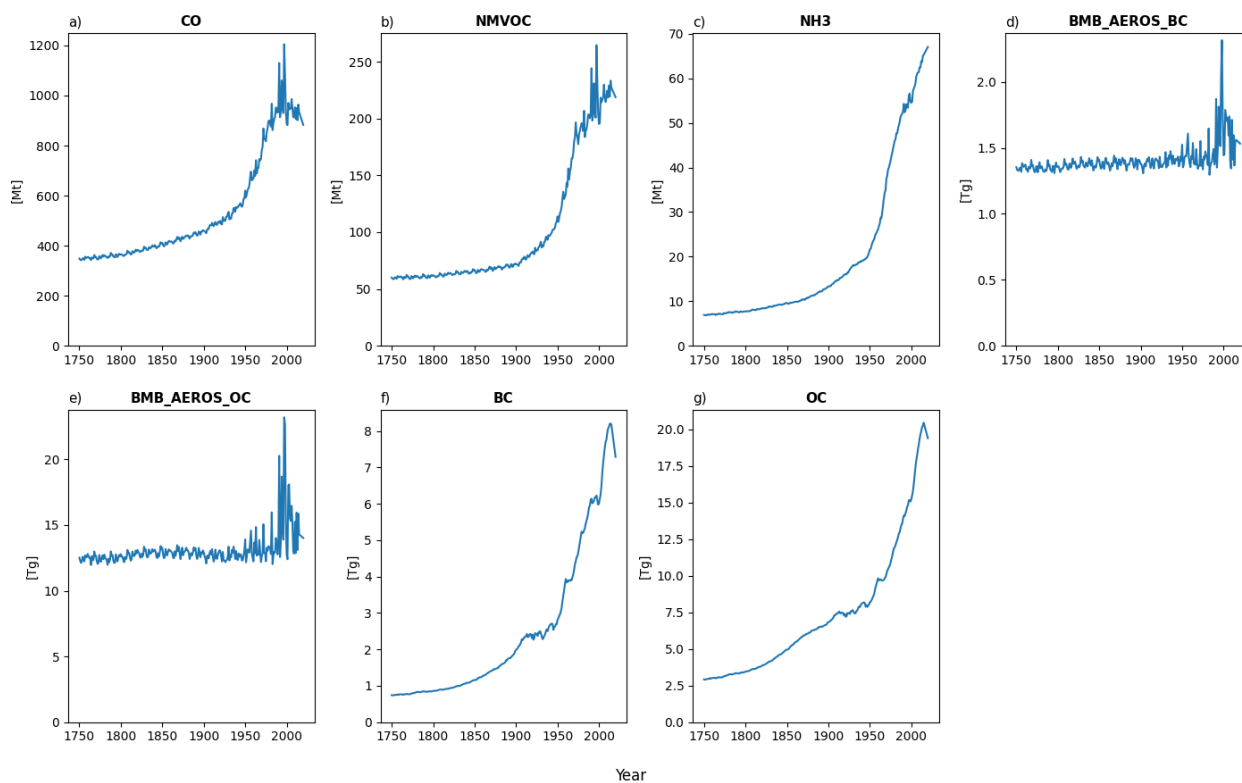 a) CO
1200
1000
800
600
400
200
0
[Mt]
1750 1800 1850 1900 1950 2000
b) NMVOC
250
200
150
100
50
0
[Mt]
1750 1800 1850 1900 1950 2000
c) NH3
70
60
50
40
30
20
10
0
[Mt]
1750 1800 1850 1900 1950 2000
d) BMB_AEROS_BC
2.0
1.5
1.0
0.5
0.0
[Tg]
1750 1800 1850 1900 1950 2000
e) BMB_AEROS_OC
20
15
10
5
0
[Tg]
1750 1800 1850 1900 1950 2000
f) BC
8
7
6
5
4
3
2
1
0
[Tg]
1750 1800 1850 1900 1950 2000
g) OC
20.0
17.5
15.0
12.5
10.0
7.5
5.0
2.5
0.0
[Tg]
1750 1800 1850 1900 1950 2000
Year